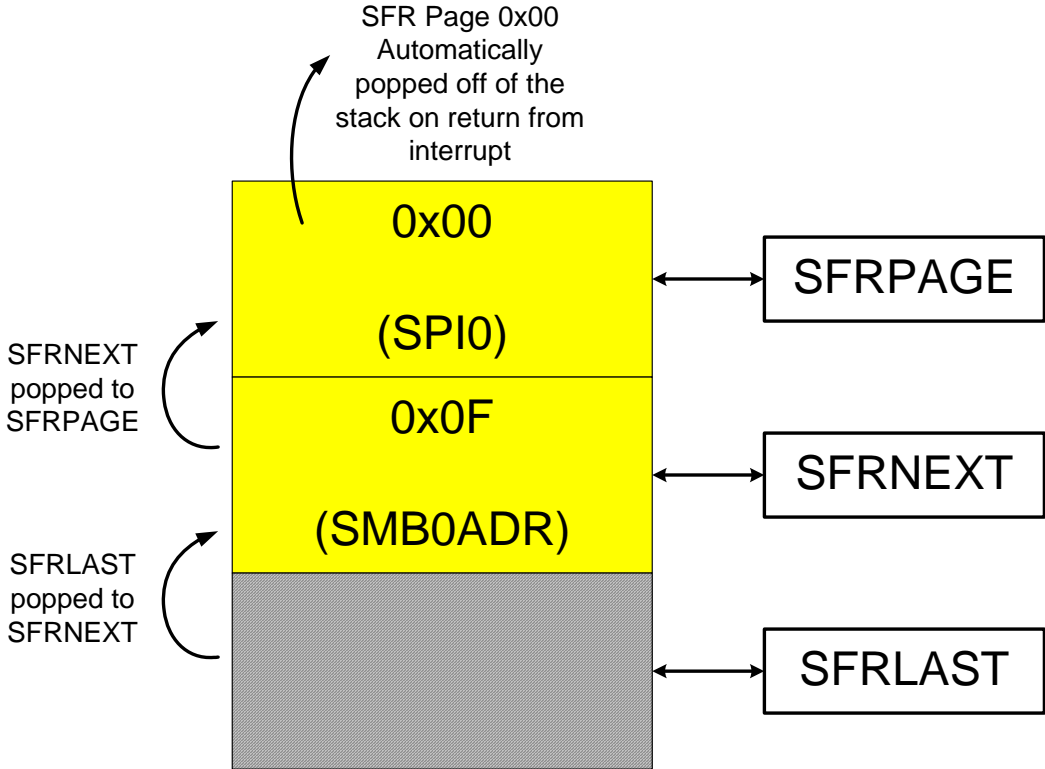 SFR Page 0x00
Automatically
popped off of the
stack on return from
interrupt
0x00
(SPI0)
SFRPAGE
SFRNEXT
popped to
SFRPAGE
0x0F
(SMB0ADR)
SFRNEXT
SFRLAST
popped to
SFRNEXT
SFRLAST